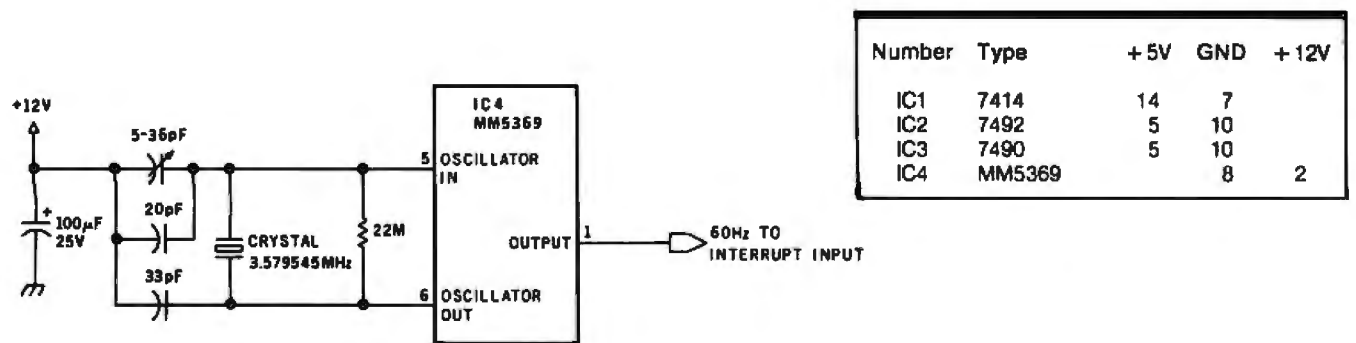 +12V
5-36pF
20pF
33pF
+
100µF
25V
CRYSTAL
3.579545MHz
22M
IC4
MM5369
5
OSCILLATOR
IN
OUTPUT
1
6
OSCILLATOR
OUT
60Hz TO
INTERRUPT INPUT
Number Type +5V GND +12V
IC1 7414 14 7
IC2 7492 5 10
IC3 7490 5 10
IC4 MM5369 8 2